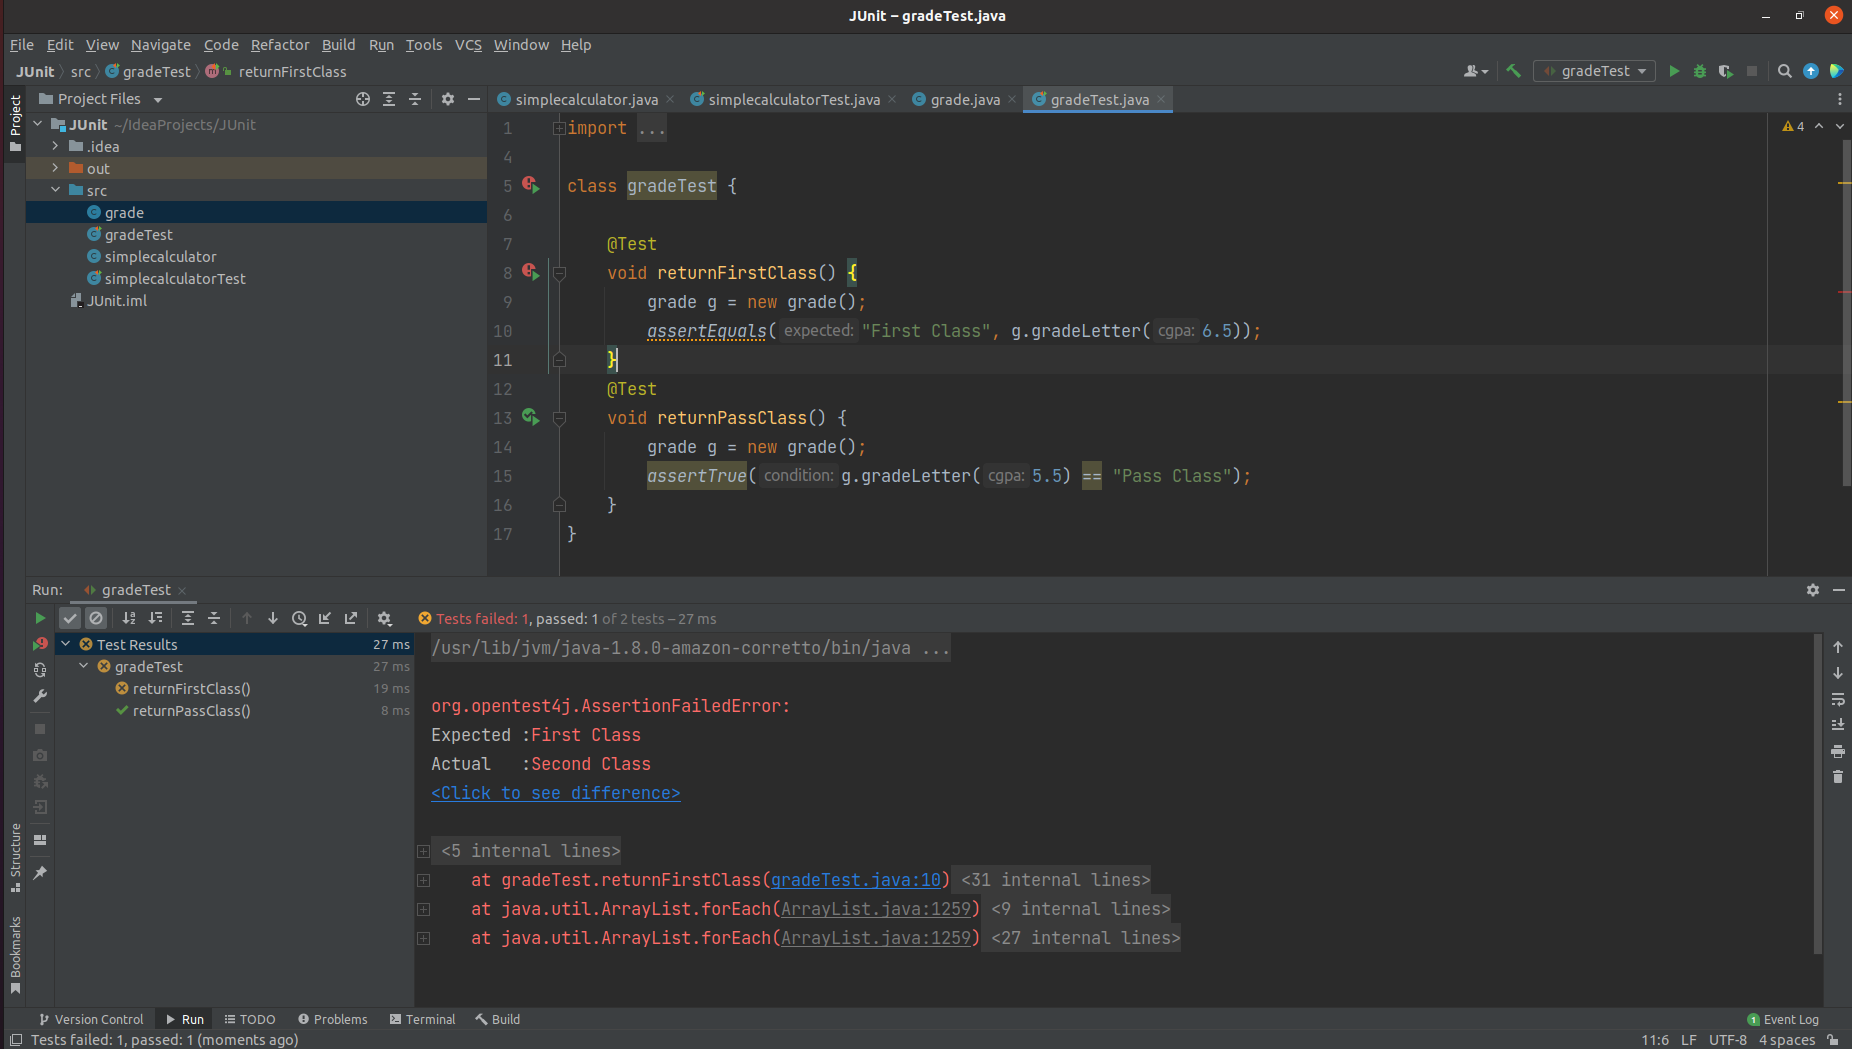 JUnit – gradeTest.java
File Edit View Navigate Code Refactor Build Run Tools VCS Window Help
JUnit src gradeTest returnFirstClass
gradeTest
Project
Project Files
JUnit ~/IdeaProjects/JUnit
.idea
out
src
grade
gradeTest
simplecalculator
simplecalculatorTest
JUnit.iml
simplecalculator.java simplecalculatorTest.java grade.java gradeTest.java
4
1 import ...
4
5 class gradeTest {
6
7 @Test
8 void returnFirstClass() {
9 grade g = new grade();
10 assertEquals( expected: "First Class", g.gradeLetter( cgpa: 6.5));
11 }
12 @Test
13 void returnPassClass() {
14 grade g = new grade();
15 assertTrue( condition: g.gradeLetter( cgpa: 5.5) == "Pass Class");
16 }
17 }
Run: gradeTest
Tests failed: 1, passed: 1 of 2 tests – 27 ms
Test Results 27 ms
gradeTest 27 ms
returnFirstClass() 19 ms
returnPassClass() 8 ms
/usr/lib/jvm/java-1.8.0-amazon-corretto/bin/java ...
org.opentest4j.AssertionFailedError:
Expected :First Class
Actual :Second Class
<Click to see difference>
<5 internal lines>
at gradeTest.returnFirstClass(gradeTest.java:10) <31 internal lines>
at java.util.ArrayList.forEach(ArrayList.java:1259) <9 internal lines>
at java.util.ArrayList.forEach(ArrayList.java:1259) <27 internal lines>
Structure
Bookmarks
Version Control Run TODO Problems Terminal Build
1 Event Log
Tests failed: 1, passed: 1 (moments ago)
11:6 LF UTF-8 4 spaces